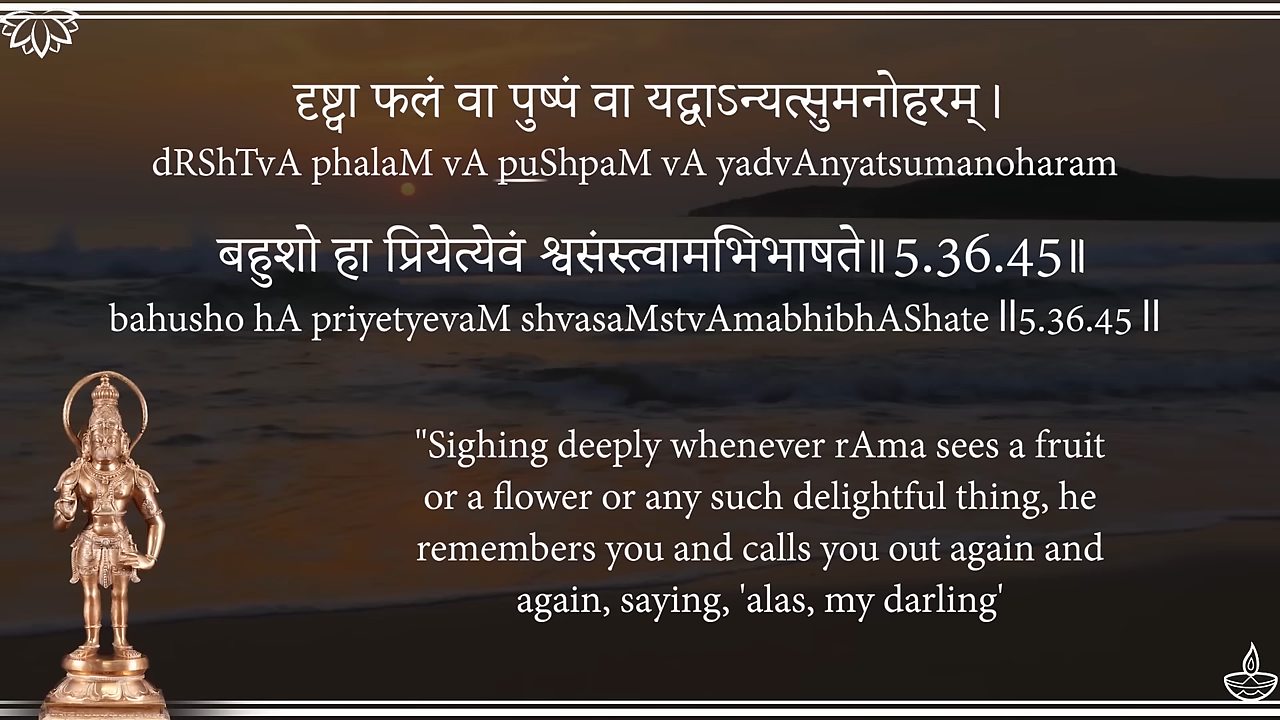 दृष्ट्वा फलं वा पुष्पं वा यद्वाऽन्यत्सुमनोहरम् ।
dRShTvA phalaM vA puShpaM vA yadvAnyatsumanoharam
बहुशो हा प्रियेत्येवं श्वसंस्त्वामभिभाषते॥5.36.45॥
bahusho hA priyetyevaM shvasaMstvAmabhibhAShate ॥5.36.45 ॥
"Sighing deeply whenever rAma sees a fruit
or a flower or any such delightful thing, he
remembers you and calls you out again and
again, saying, 'alas, my darling'